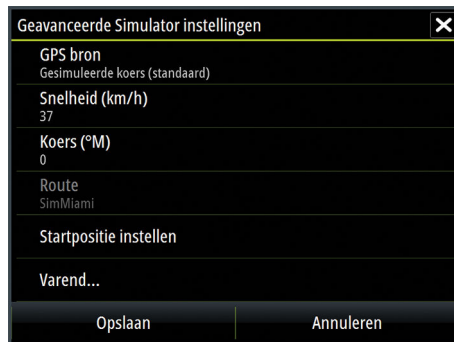 Geavanceerde Simulator instellingen
GPS bron
Gesimuleerde koers (standaard)
Snelheid (km/h)
37
Koers (°M)
0
Route
SimMiami
Startpositie instellen
Varend...
Opslaan
Annuleren